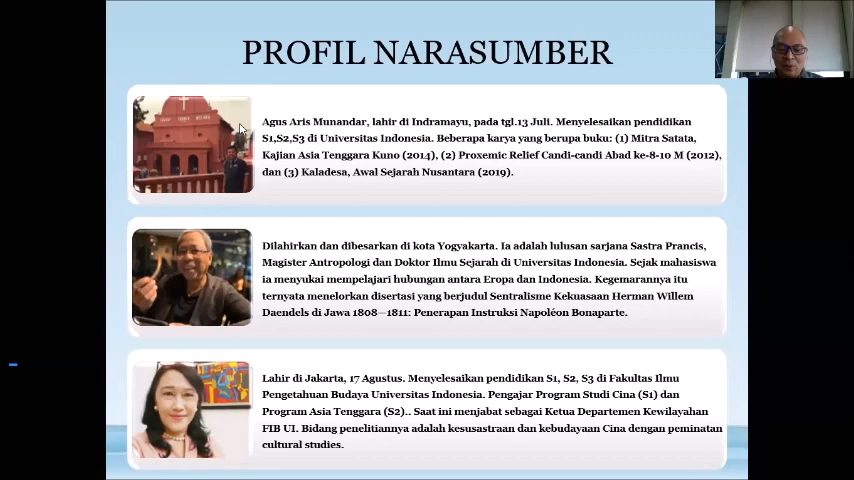 PROFIL NARASUMBER
Agus Aris Munandar, lahir di Indramayu, pada tgl.13 Juli. Menyelesaikan pendidikan
S1,S2,S3 di Universitas Indonesia. Beberapa karya yang berupa buku: (1) Mitra Satata,
Kajian Asia Tenggara Kuno (2014), (2) Proxemic Relief Candi-candi Abad ke-8-10 M (2012),
dan (3) Kaladesa, Awal Sejarah Nusantara (2019).
Dilahirkan dan dibesarkan di kota Yogyakarta. Ia adalah lulusan sarjana Sastra Prancis,
Magister Antropologi dan Doktor Ilmu Sejarah di Universitas Indonesia. Sejak mahasiswa
ia menyukai mempelajari hubungan antara Eropa dan Indonesia. Kegemarannya itu
ternyata menelorkan disertasi yang berjudul Sentralisme Kekuasaan Herman Willem
Daendels di Jawa 1808—1811: Penerapan Instruksi Napoléon Bonaparte.
Lahir di Jakarta, 17 Agustus. Menyelesaikan pendidikan S1, S2, S3 di Fakultas Ilmu
Pengetahuan Budaya Universitas Indonesia. Pengajar Program Studi Cina (S1) dan
Program Asia Tenggara (S2).. Saat ini menjabat sebagai Ketua Departemen Kewilayahan
FIB UI. Bidang penelitiannya adalah kesusastraan dan kebudayaan Cina dengan peminatan
cultural studies.